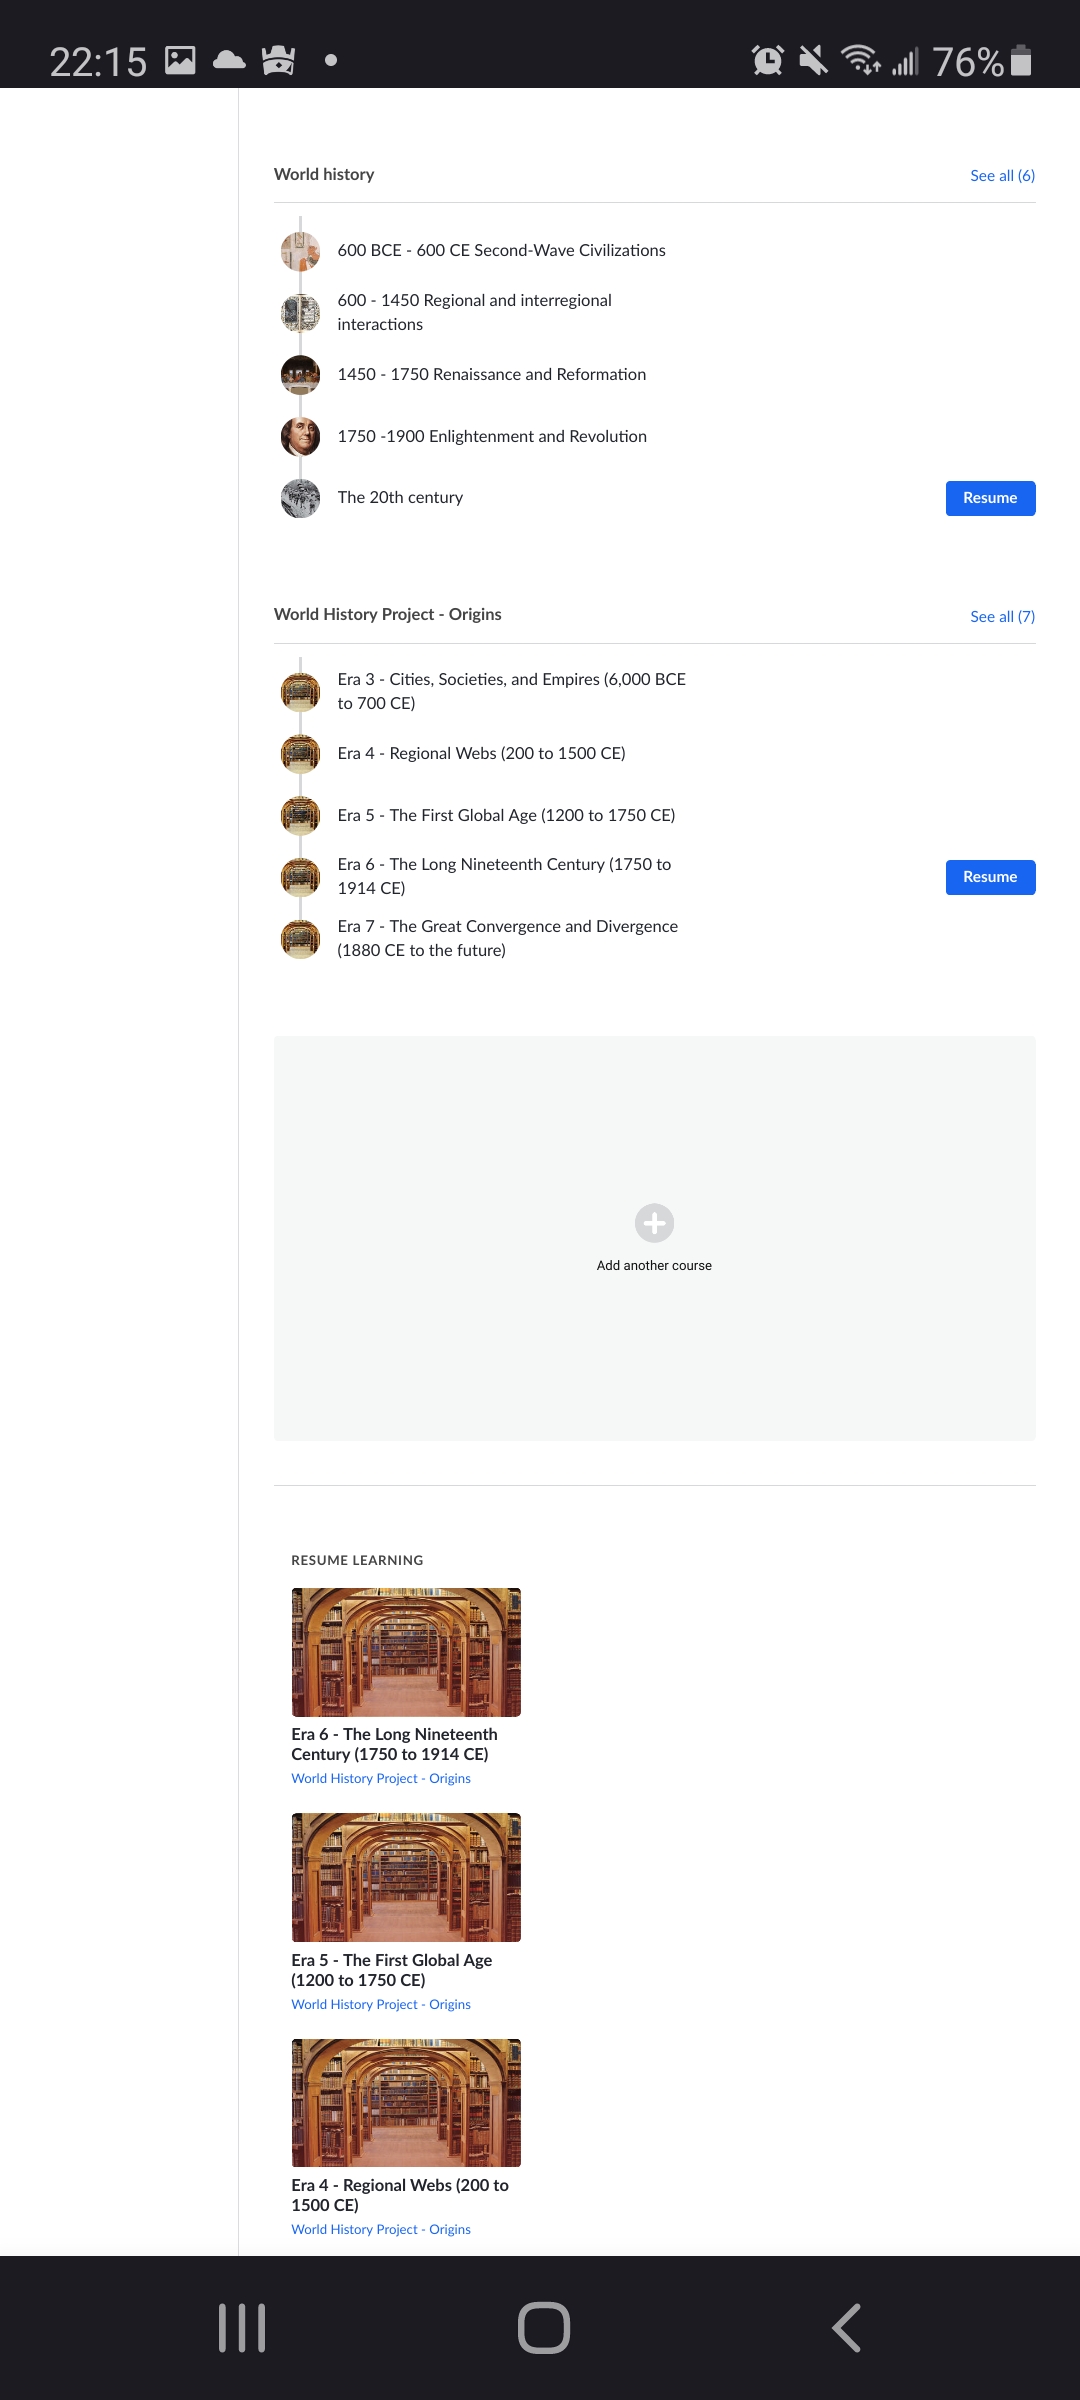 22:15
76%
World history
See all (6)
600 BCE - 600 CE Second-Wave Civilizations
600 - 1450 Regional and interregional
interactions
1450 - 1750 Renaissance and Reformation
1750 -1900 Enlightenment and Revolution
The 20th century
Resume
World History Project - Origins
See all (7)
Era 3 - Cities, Societies, and Empires (6,000 BCE
to 700 CE)
Era 4 - Regional Webs (200 to 1500 CE)
Era 5 - The First Global Age (1200 to 1750 CE)
Era 6 - The Long Nineteenth Century (1750 to
1914 CE)
Resume
Era 7 - The Great Convergence and Divergence
(1880 CE to the future)
Add another course
RESUME LEARNING
Era 6 - The Long Nineteenth
Century (1750 to 1914 CE)
World History Project - Origins
Era 5 - The First Global Age
(1200 to 1750 CE)
World History Project - Origins
Era 4 - Regional Webs (200 to
1500 CE)
World History Project - Origins